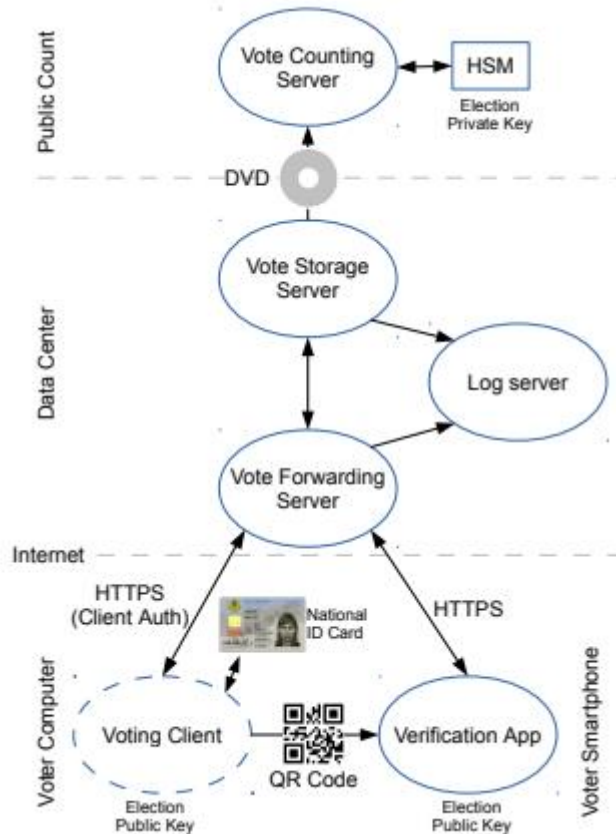 Public Count
Vote Counting
Server
HSM
Election
Private Key
DVD
Data Center
Vote Storage
Server
Log server
Vote Forwarding
Server
Internet
HTTPS
(Client Auth)
National
ID Card
HTTPS
Voter Computer
Voting Client
QR Code
Verification App
Voter Smartphone
Election
Public Key
Election
Public Key